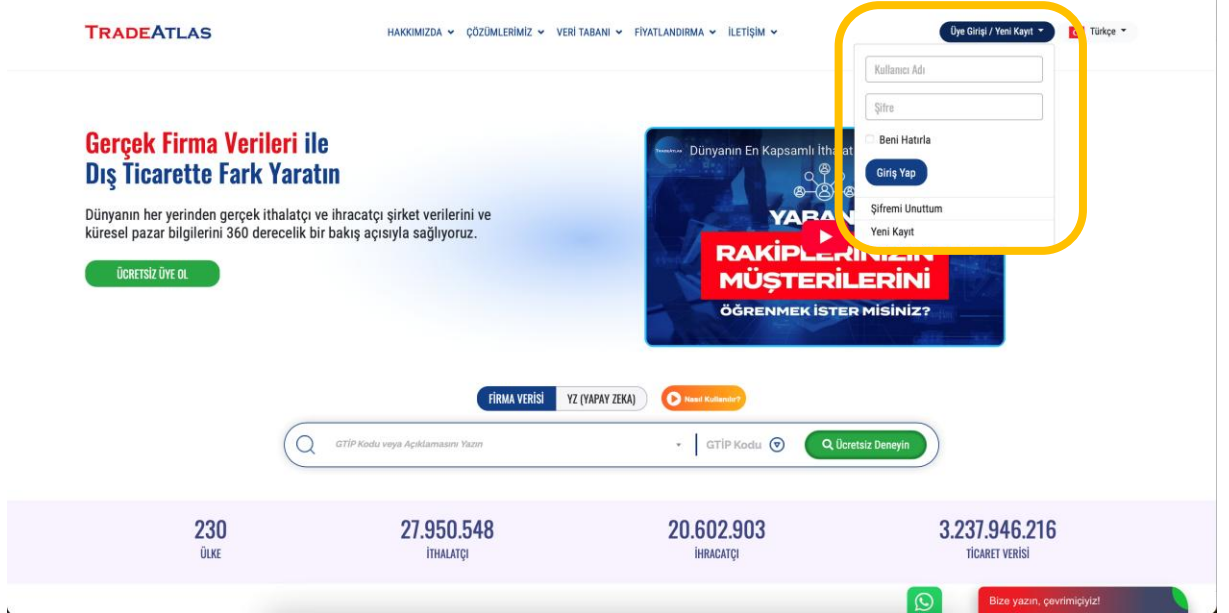 TRADEATLAS
HAKKIMIZDA ÇÖZÜMLERİMİZ VERİ TABANI FİYATLANDIRMA İLETİŞİM
Üye Girişi / Yeni Kayıt
Türkçe
Kullanıcı Adı
Şifre
Beni Hatırla
Giriş Yap
Şifremi Unuttum
Yeni Kayıt
Gerçek Firma Verileri ile
Dış Ticarette Fark Yaratın
Dünyanın her yerinden gerçek ithalatçı ve ihracatçı şirket verilerini ve
küresel pazar bilgilerini 360 derecelik bir bakış açısıyla sağlıyoruz.
ÜCRETSİZ ÜYE OL
Dünyanın En Kapsamlı İthalat
YABAN
RAKİPLERİNİZİN
MÜŞTERİLERİNİ
ÖĞRENMEK İSTER MİSİNİZ?
FİRMA VERİSİ YZ (YAPAY ZEKA) Nasıl Kullanılır?
GTİP Kodu veya Açıklamasını Yazın GTİP Kodu Ücretsiz Deneyin
230 27.950.548 20.602.903 3.237.946.216
ÜLKE İTHALATÇI İHRACATÇI TİCARET VERİSİ
Bize yazın, çevrimiçiyiz!